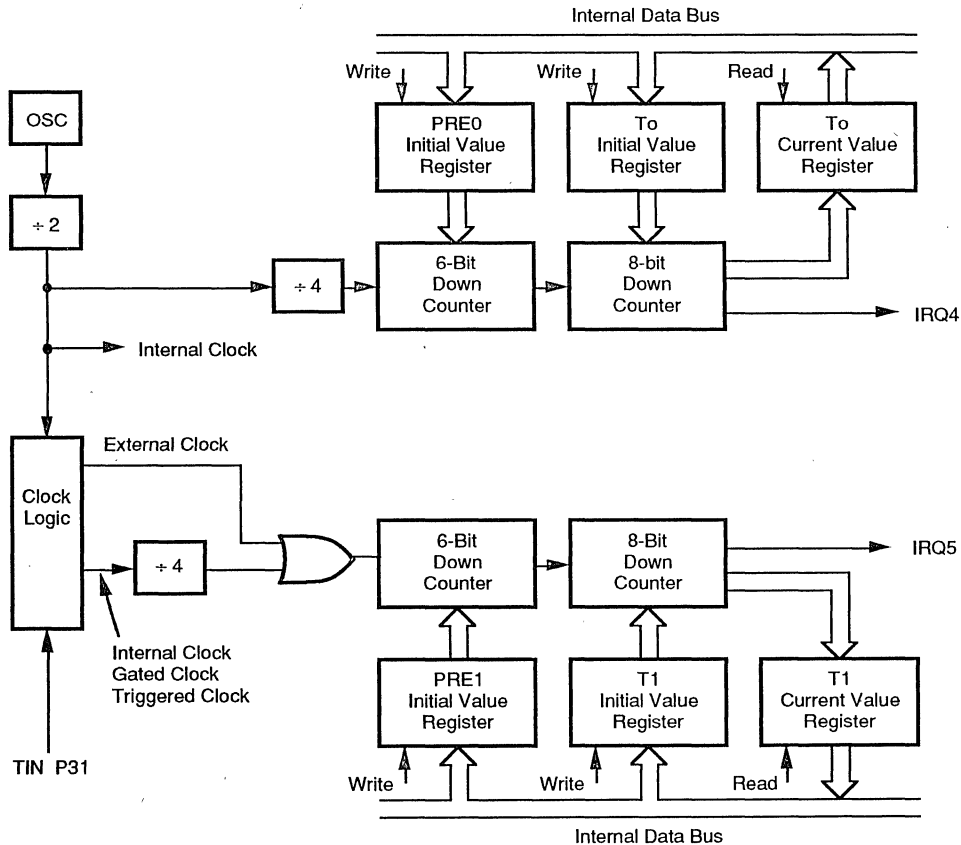 Internal Data Bus
Write
Write
Read
OSC
PRE0
Initial Value
Register
To
Initial Value
Register
To
Current Value
Register
÷ 2
÷ 4
6-Bit
Down
Counter
8-bit
Down
Counter
IRQ4
Internal Clock
External Clock
Clock
Logic
÷ 4
6-Bit
Down
Counter
8-Bit
Down
Counter
IRQ5
Internal Clock
Gated Clock
Triggered Clock
PRE1
Initial Value
Register
T1
Initial Value
Register
T1
Current Value
Register
TIN P31
Write
Write
Read
Internal Data Bus